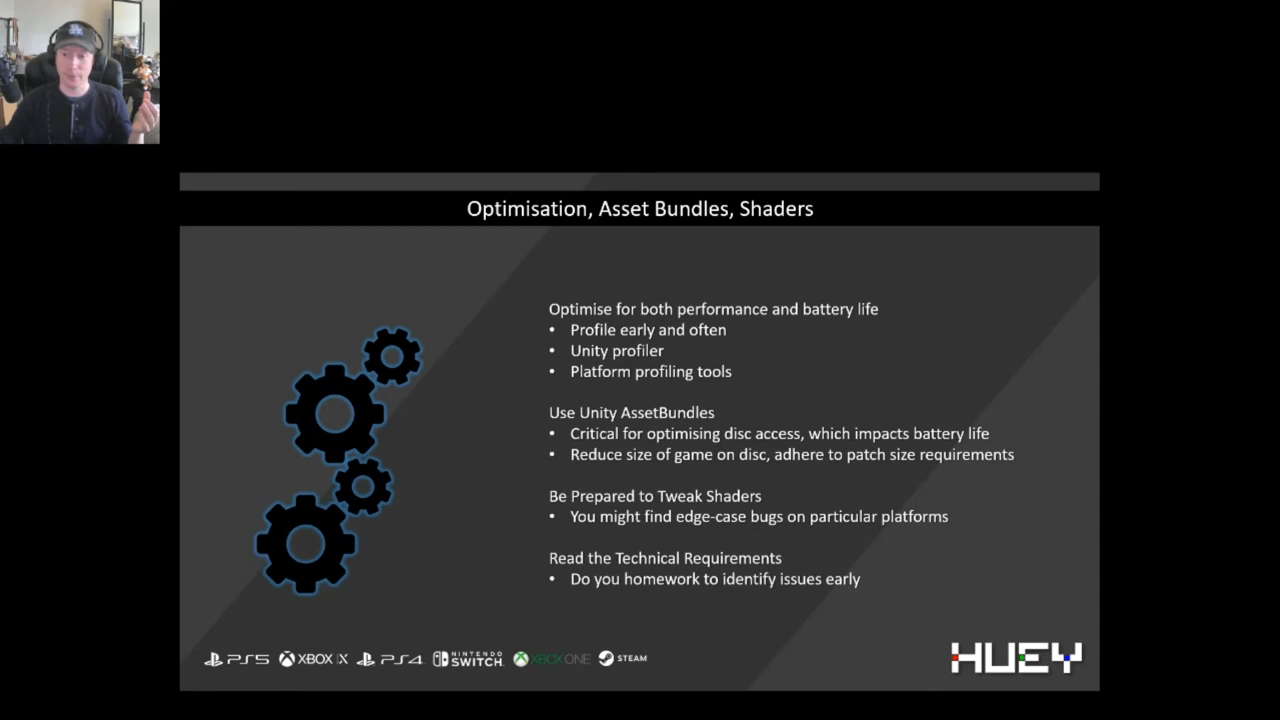 Optimisation, Asset Bundles, Shaders
Optimise for both performance and battery life
• Profile early and often
• Unity profiler
• Platform profiling tools
Use Unity AssetBundles
• Critical for optimising disc access, which impacts battery life
• Reduce size of game on disc, adhere to patch size requirements
Be Prepared to Tweak Shaders
• You might find edge-case bugs on particular platforms
Read the Technical Requirements
• Do you homework to identify issues early
PS5 XBOX SERIES X PS4 NINTENDO SWITCH XBOX ONE STEAM
HUEY